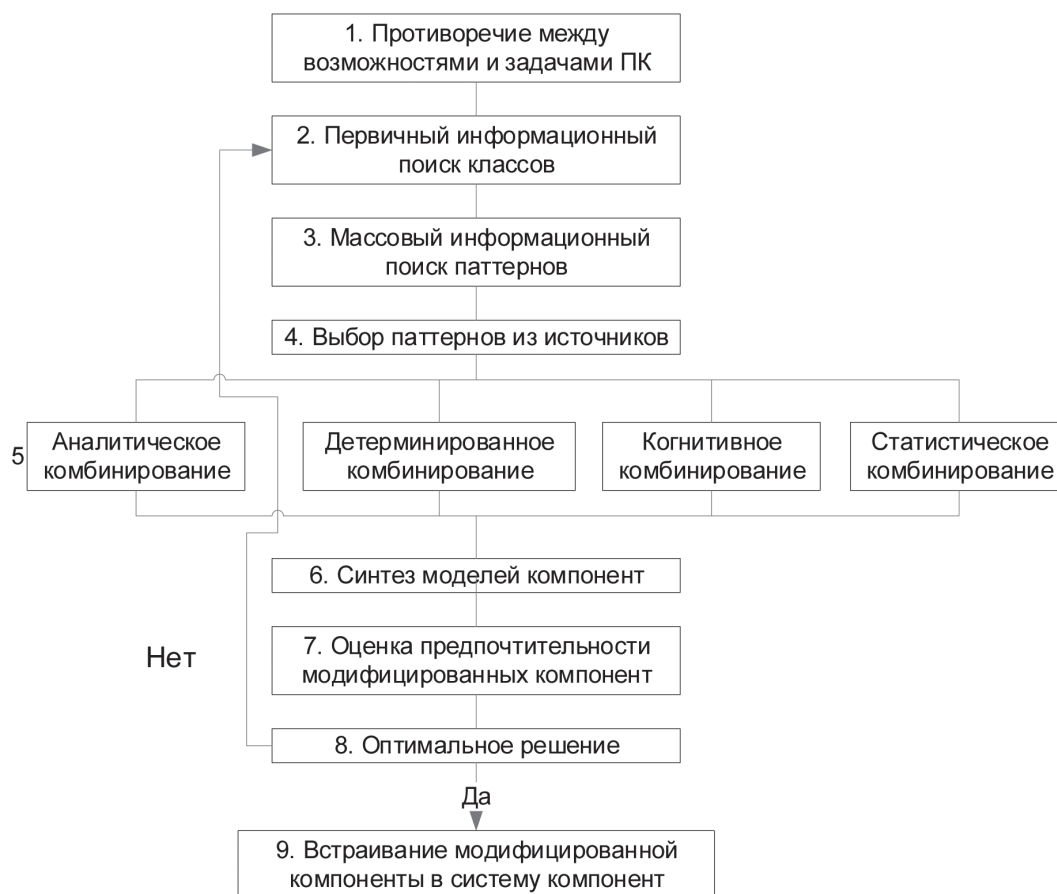 1. Противоречие между
возможностями и задачами ПК
2. Первичный информационный
поиск классов
3. Массовый информационный
поиск паттернов
4. Выбор паттернов из источников
5
Аналитическое
комбинирование
Детерминированное
комбинирование
Когнитивное
комбинирование
Статистическое
комбинирование
6. Синтез моделей компонент
7. Оценка предпочтительности
модифицированных компонент
Нет
8. Оптимальное решение
Да
9. Встраивание модифицированной
компоненты в систему компонент